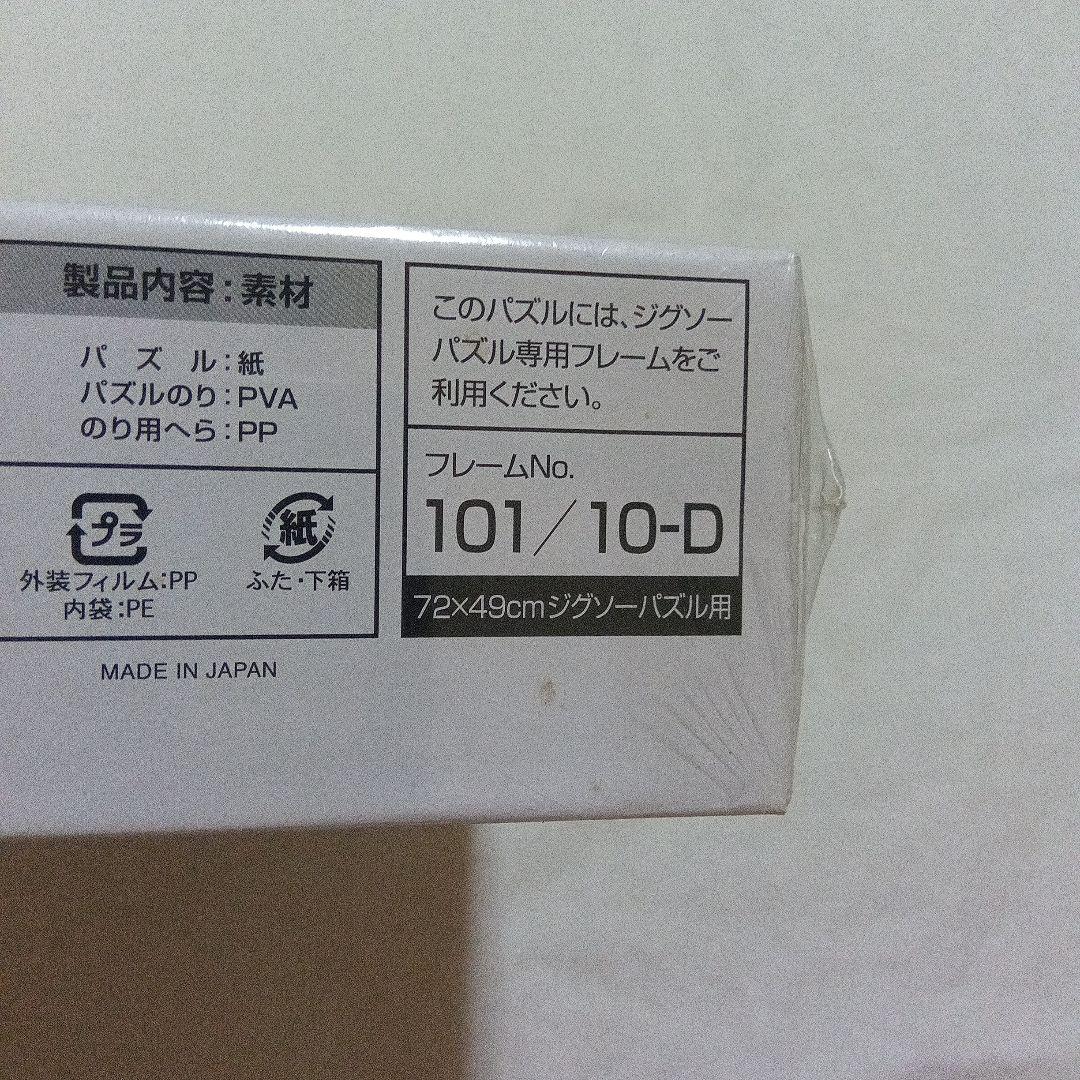 製品内容:素材
パズル:紙
パズルのり:PVA
のり用へら:PP
プラ
外装フィルム:PP
内袋:PE
紙
ふた・下箱
MADE IN JAPAN
このパズルには、ジグソー
パズル専用フレームをご
利用ください。
フレームNo.
101/10-D
72×49cmジグソーパズル用